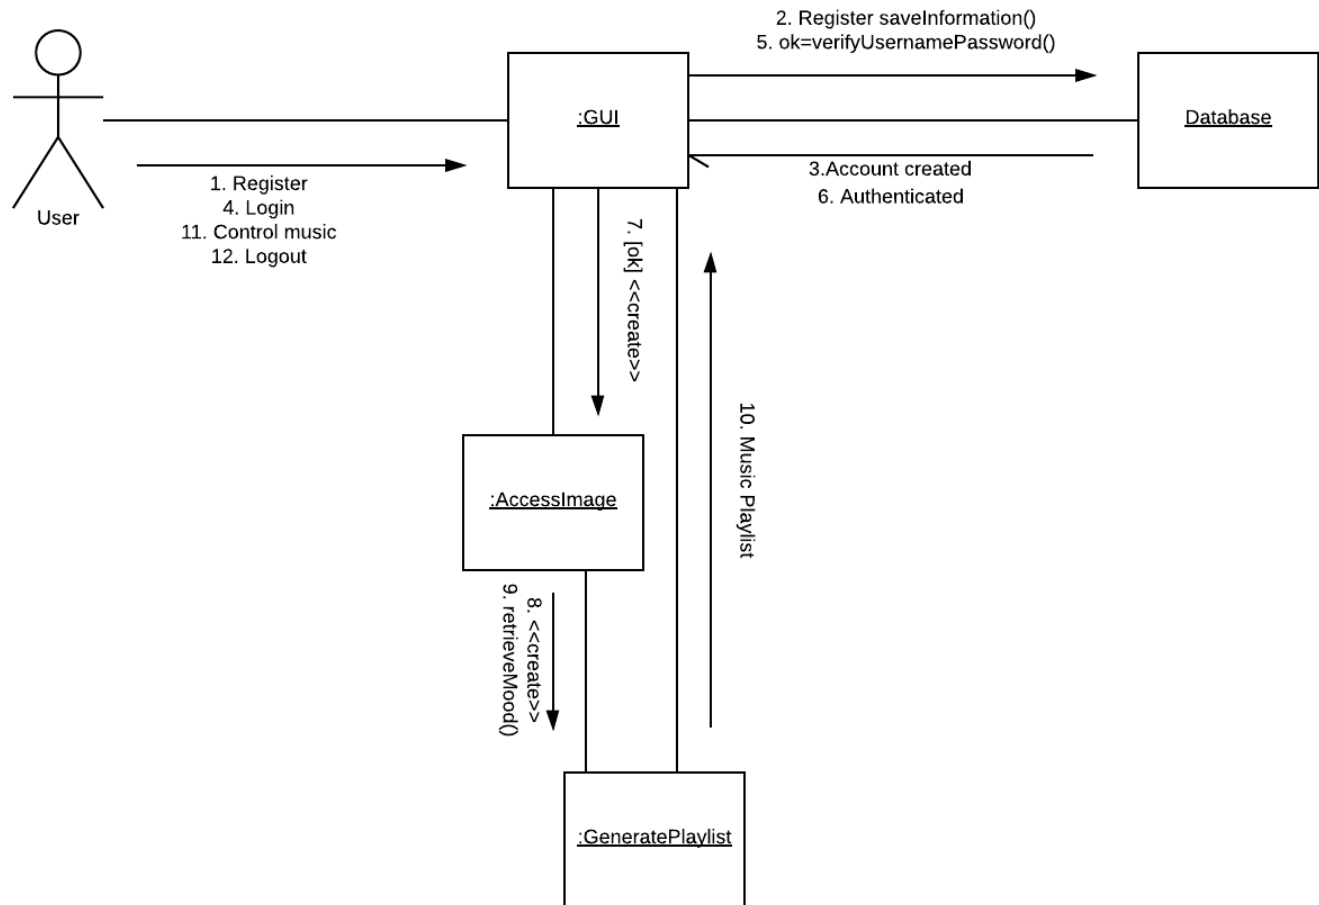 2. Register saveInformation()
5. ok=verifyUsernamePassword()
:GUI
Database
3.Account created
6. Authenticated
1. Register
4. Login
11. Control music
12. Logout
User
7. [ok] <<create>>
10. Music Playlist
:AccessImage
8. <<create>>
9. retrieveMood()
:GeneratePlaylist